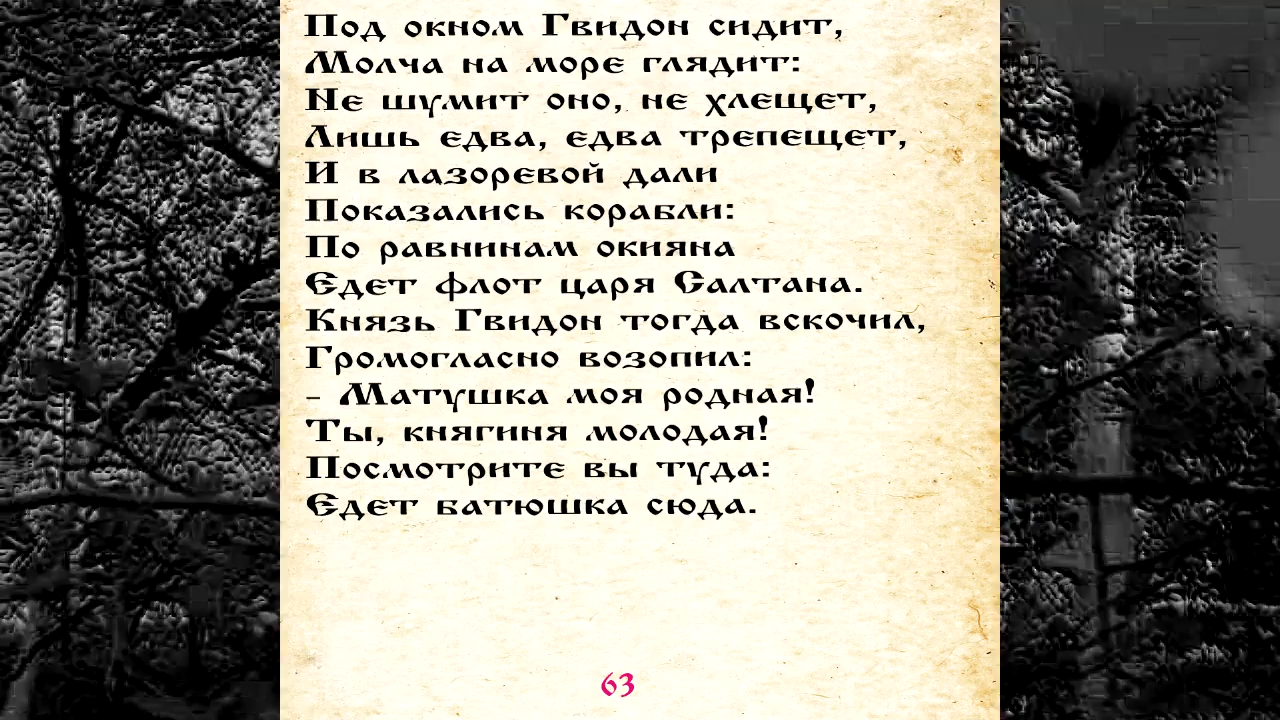 Под окном Гвидон сидит,
Молча на море глядит:
Не шумит оно, не хлещет,
Лишь едва, едва трепещет,
И в лазоревой дали
Показались корабли:
По равнинам окияна
Едет флот царя Салтана.
Князь Гвидон тогда вскочил,
Громогласно возопил:
- Матушка моя родная!
Ты, княгиня молодая!
Посмотрите вы туда:
Едет батюшка сюда.
63